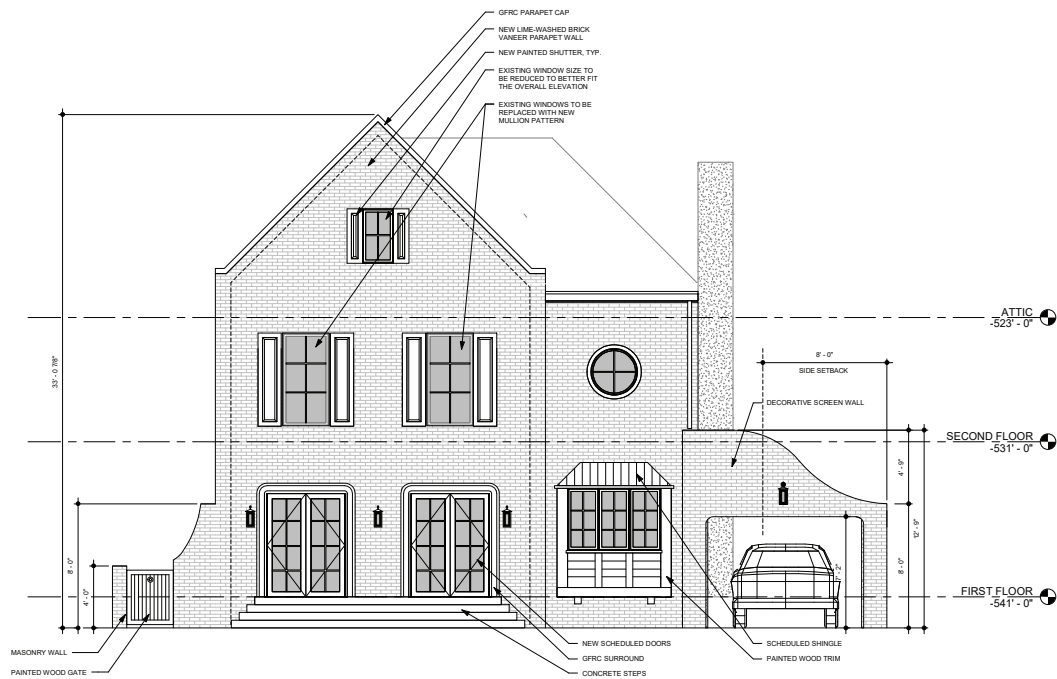 GFRC PARAPET CAP
NEW LIME-WASHED BRICK
VANEER PARAPET WALL
NEW PAINTED SHUTTER, TYP.
EXISTING WINDOW SIZE TO
BE REDUCED TO BETTER FIT
THE OVERALL ELEVATION
EXISTING WINDOWS TO BE
REPLACED WITH NEW
MULLION PATTERN
ATTIC
-523' - 0"
33' - 0 7/8"
8' - 0"
SIDE SETBACK
DECORATIVE SCREEN WALL
SECOND FLOOR
-531' - 0"
4' - 9"
12' - 9"
8' - 0"
8' - 0"
4' - 0"
7' - 2"
FIRST FLOOR
-541' - 0"
MASONRY WALL
PAINTED WOOD GATE
NEW SCHEDULED DOORS
GFRC SURROUND
CONCRETE STEPS
SCHEDULED SHINGLE
PAINTED WOOD TRIM